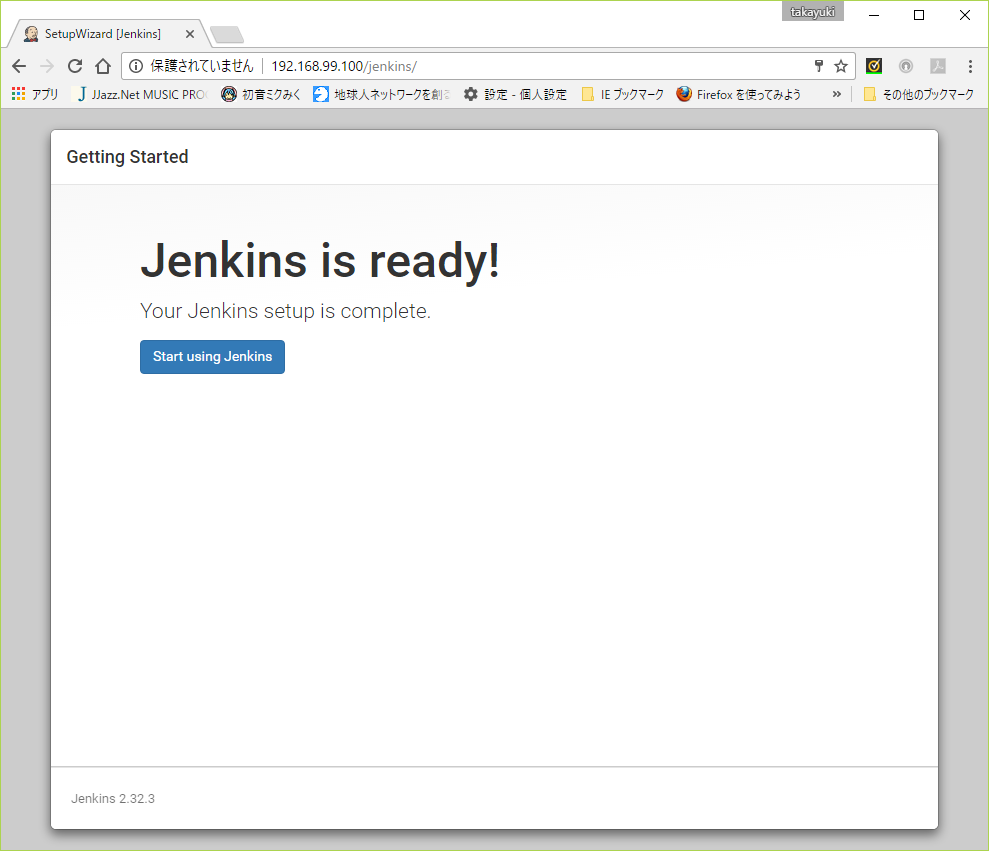 takayuki
SetupWizard [Jenkins]
保護されていません 192.168.99.100/jenkins/
アプリ JJazz.Net MUSIC PRO 初音ミクみく 地球人ネットワークを創 設定 - 個人設定 IE ブックマーク Firefox を使ってみよう » その他のブックマーク
Getting Started
Jenkins is ready!
Your Jenkins setup is complete.
Start using Jenkins
Jenkins 2.32.3